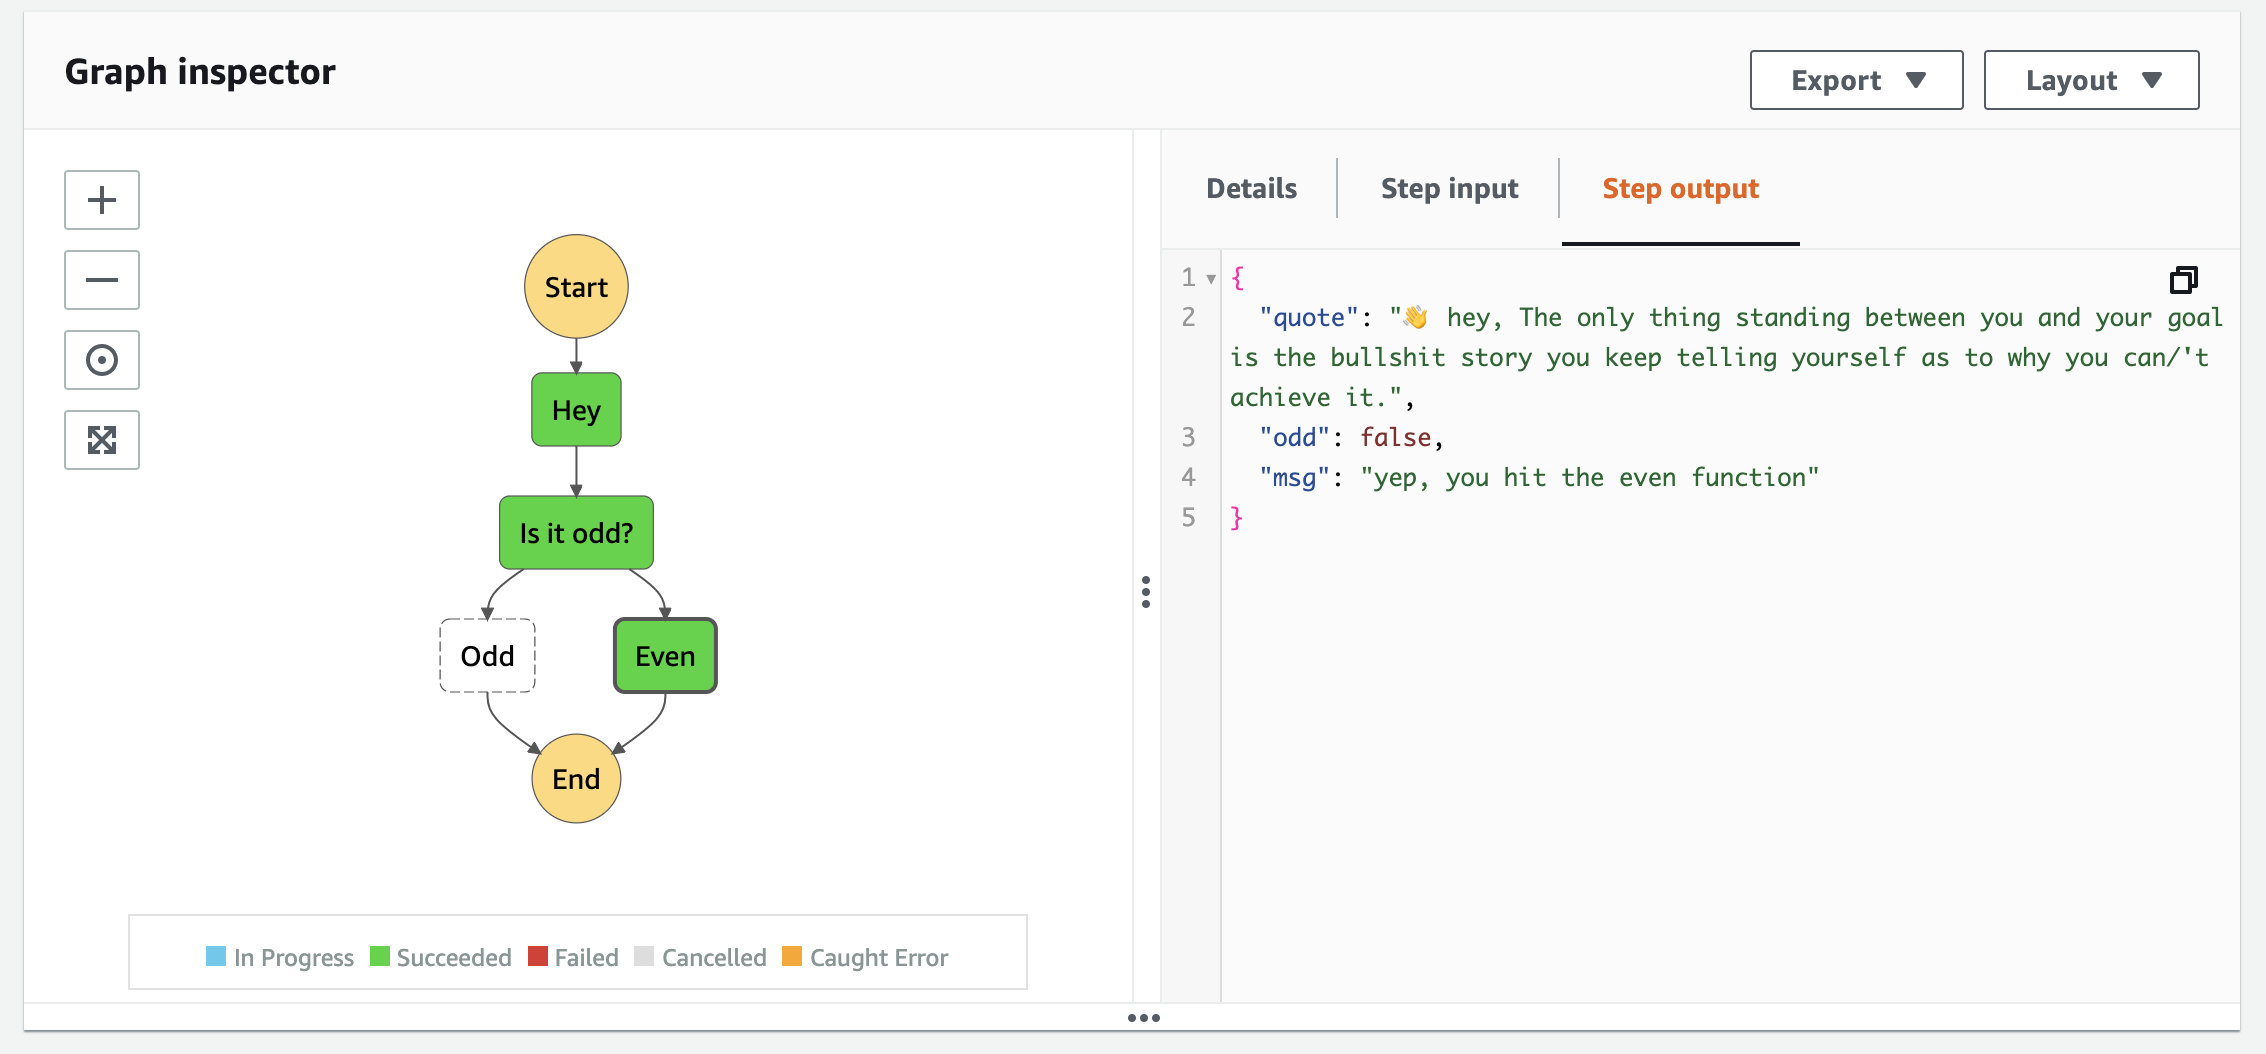 Graph inspector
Export
Layout
Start
Hey
Is it odd?
Odd
Even
End
In Progress Succeeded Failed Cancelled Caught Error
Details
Step input
Step output
1 {
2 "quote": "👋 hey, The only thing standing between you and your goal
is the bullshit story you keep telling yourself as to why you can/'t
achieve it.",
3 "odd": false,
4 "msg": "yep, you hit the even function"
5 }